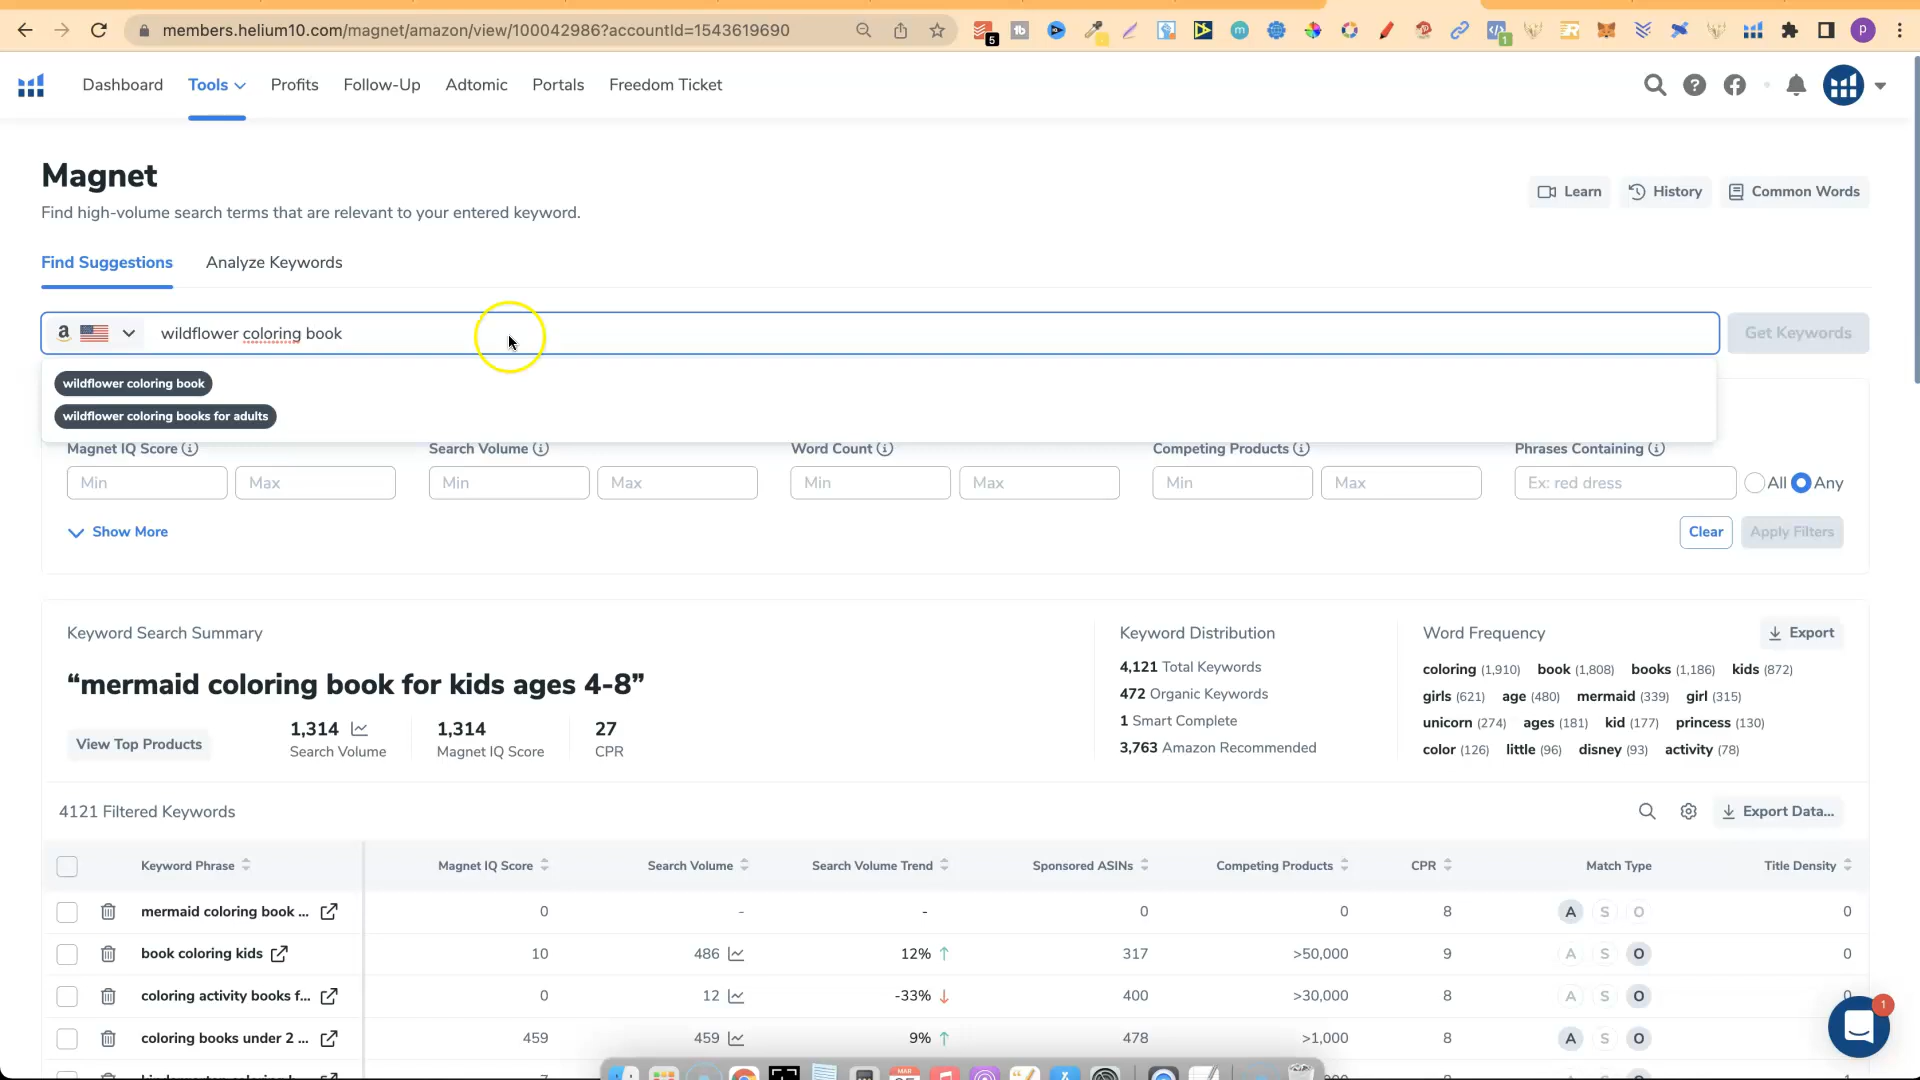 members.helium10.com/magnet/amazon/view/100042986?accountId=1543619690
5
1
Dashboard Tools Profits Follow-Up Adtomic Portals Freedom Ticket
Magnet
Find high-volume search terms that are relevant to your entered keyword.
Learn History Common Words
Find Suggestions Analyze Keywords
wildflower coloring book
Get Keywords
wildflower coloring book
wildflower coloring books for adults
Magnet IQ Score Search Volume Word Count Competing Products Phrases Containing
Min Max Min Max Min Max Min Max Ex: red dress All Any
Show More Clear Apply Filters
Keyword Search Summary
“mermaid coloring book for kids ages 4-8”
View Top Products
1,314 1,314 27
Search Volume Magnet IQ Score CPR
Keyword Distribution
4,121 Total Keywords
472 Organic Keywords
1 Smart Complete
3,763 Amazon Recommended
Word Frequency Export
coloring (1,910) book (1,808) books (1,186) kids (872)
girls (621) age (480) mermaid (339) girl (315)
unicorn (274) ages (181) kid (177) princess (130)
color (126) little (96) disney (93) activity (78)
4121 Filtered Keywords Export Data...
Keyword Phrase Magnet IQ Score Search Volume Search Volume Trend Sponsored ASINs Competing Products CPR Match Type Title Density
mermaid coloring book ... 0 - - 0 0 8 A S O 0
book coloring kids 10 486 12% 317 >50,000 9 A S O 0
coloring activity books f... 0 12 -33% 400 >30,000 8 A S O 0
coloring books under 2 ... 459 459 9% 478 >1,000 8 A S O 0
1